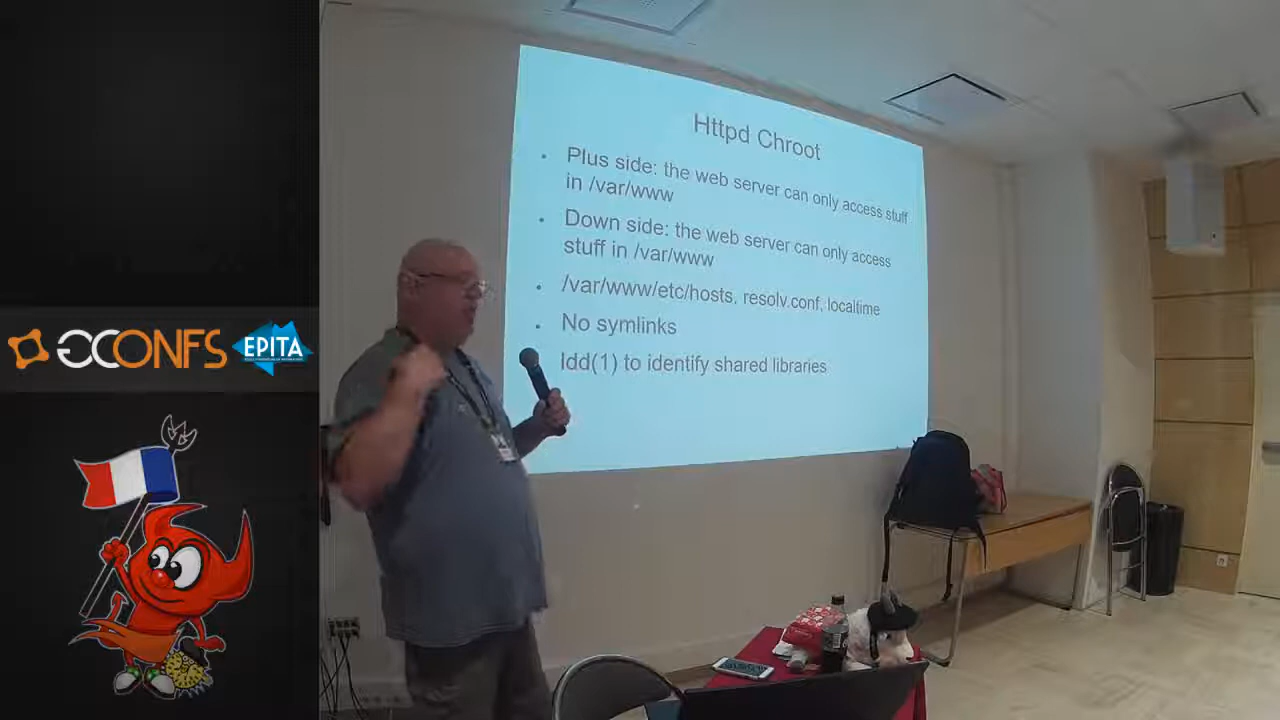 Httpd Chroot
Plus side: the web server can only access stuff
in /var/www
Down side: the web server can only access
stuff in /var/www
/var/www/etc/hosts, resolv.conf, localtime
No symlinks
ldd(1) to identify shared libraries
GCONFS
EPITA